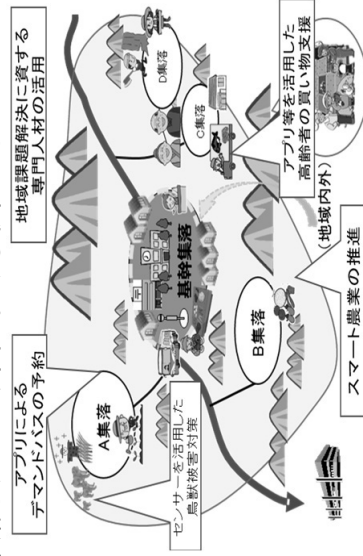 アプリによる
デマンドバスの予約
地域課題解決に資する
専門人材の活用
A集落
D集落
C集落
基幹集落
センサーを活用した
鳥獣被害対策
B集落
アプリ等を活用した
高齢者の買い物支援
(地域内外)
スマート農業の推進